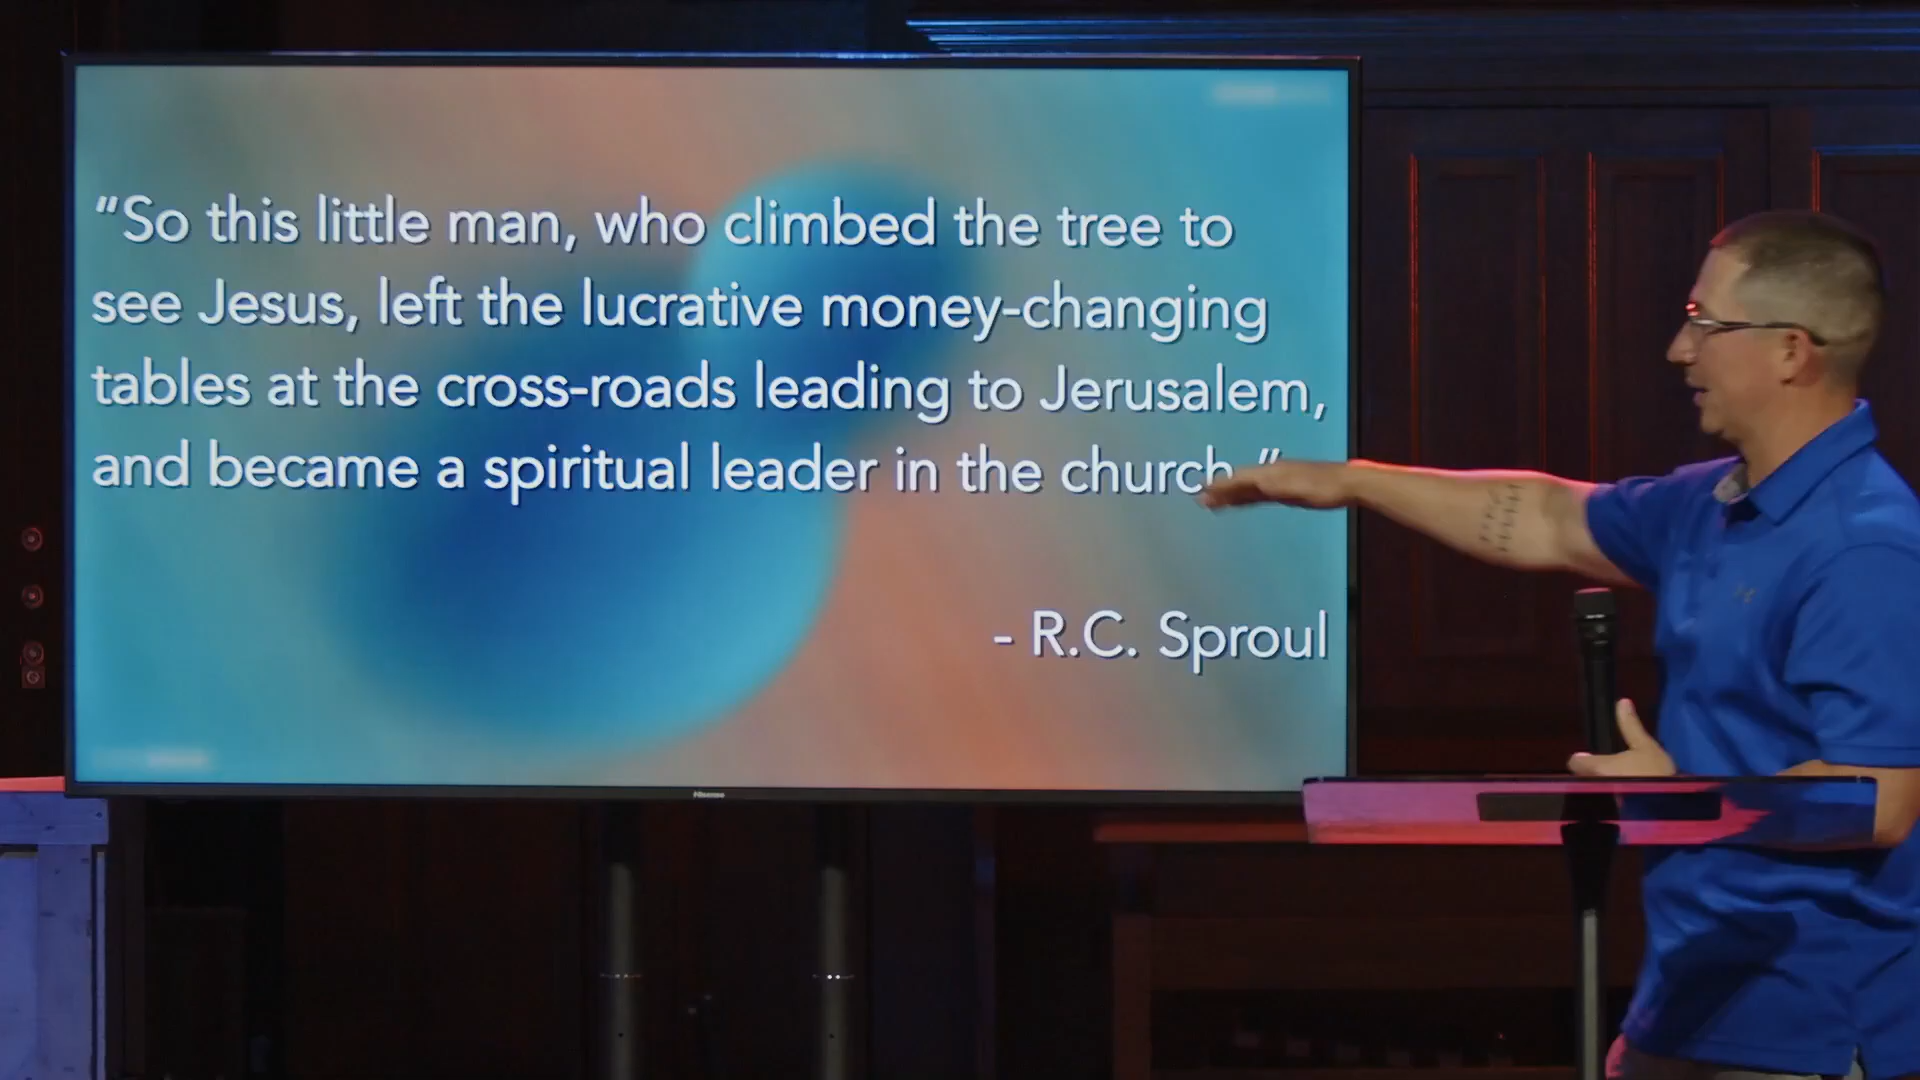 “So this little man, who climbed the tree to
see Jesus, left the lucrative money-changing
tables at the cross-roads leading to Jerusalem,
and became a spiritual leader in the church.”
- R.C. Sproul
Hisense